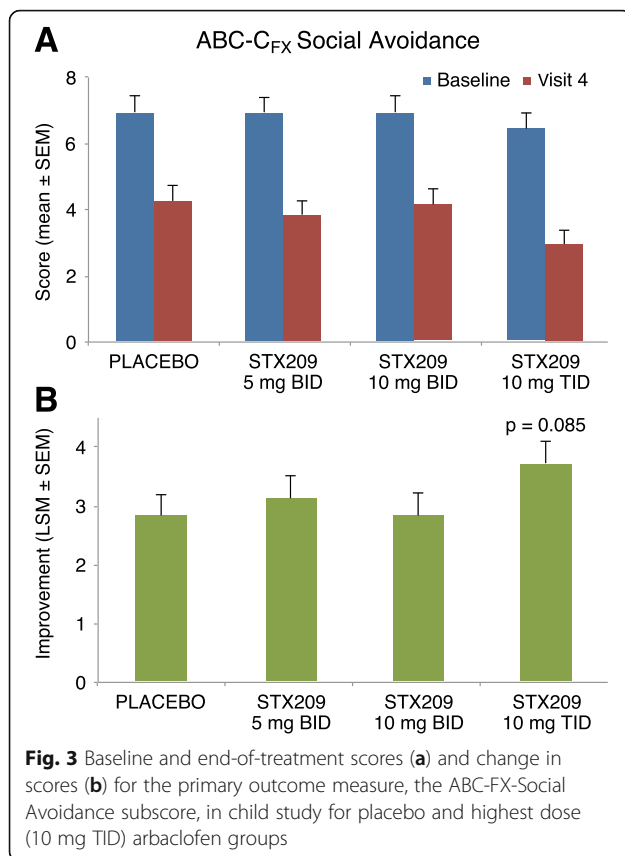 A
ABC-C_FX Social Avoidance
Baseline Visit 4
Score (mean ± SEM)
8
6
4
2
0
PLACEBO STX209 STX209 STX209
5 mg BID 10 mg BID 10 mg TID
B
p = 0.085
Improvement (LSM ± SEM)
4
3
2
1
0
PLACEBO STX209 STX209 STX209
5 mg BID 10 mg BID 10 mg TID
Fig. 3 Baseline and end-of-treatment scores (a) and change in
scores (b) for the primary outcome measure, the ABC-FX-Social
Avoidance subscore, in child study for placebo and highest dose
(10 mg TID) arbaclofen groups